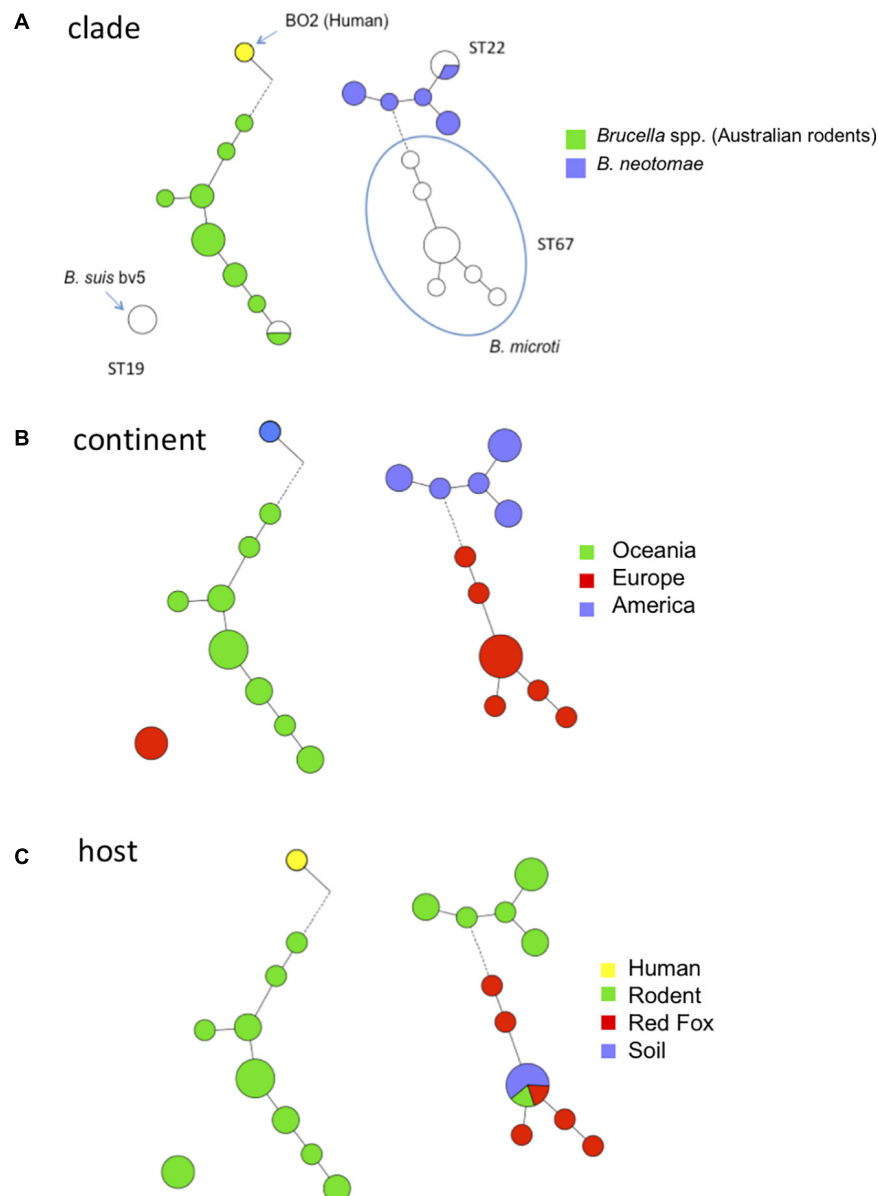 A
clade
BO2 (Human)
ST22
Brucella spp. (Australian rodents)
B. neotomae
ST67
B. suis bv5
B. microti
ST19
B
continent
Oceania
Europe
America
C
host
Human
Rodent
Red Fox
Soil